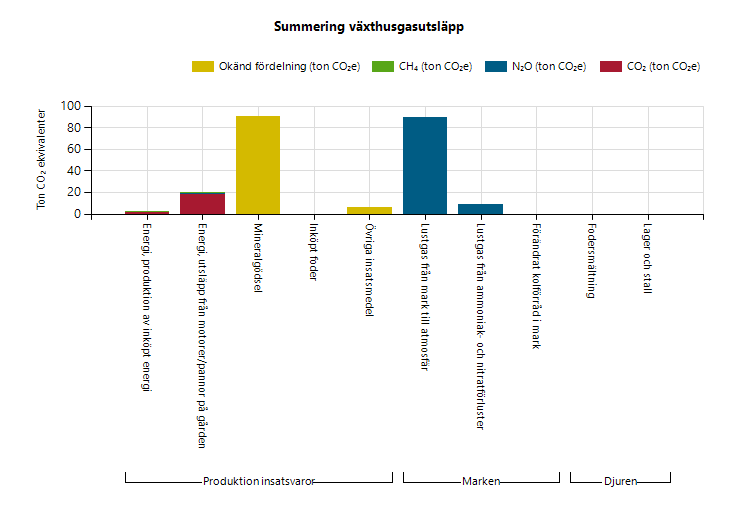 Summering växthusgasutsläpp
Okänd fördelning (ton CO₂e)
CH₄ (ton CO₂e)
N₂O (ton CO₂e)
CO₂ (ton CO₂e)
Ton CO₂ ekvivalenter
100
80
60
40
20
0
Energi, produktion av inköpt energi
Energi, utsläpp från motorer/pannor på gården
Mineralgödsel
Inköpt foder
Övriga insatsmedel
Lustgas från mark till atmosfär
Lustgas från ammoniak- och nitratförluster
Förändrat kolförråd i mark
Fodersmältning
Lager och stall
Produktion insatsvaror
Marken
Djuren